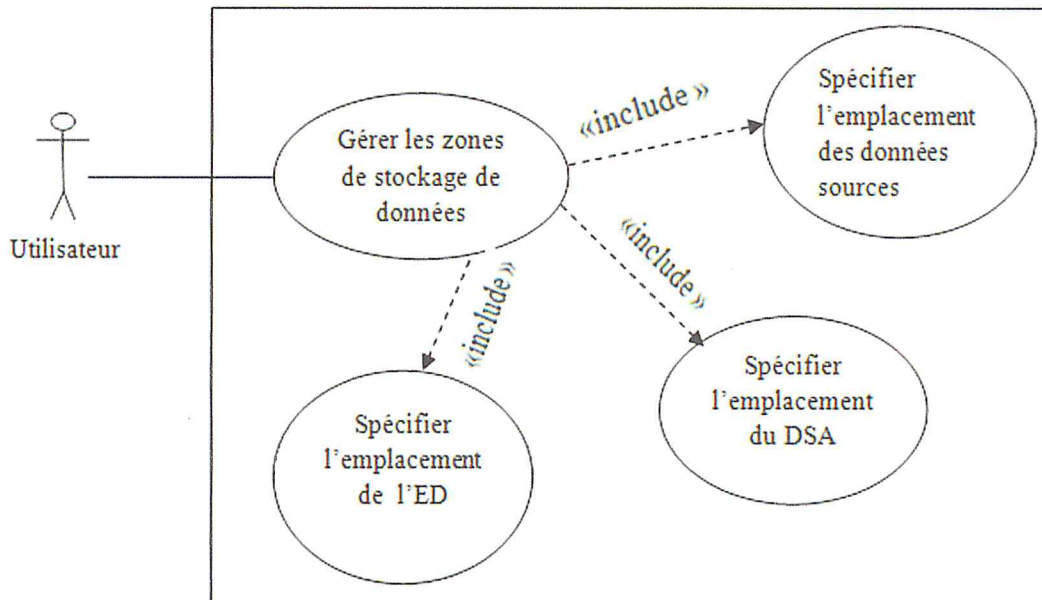 Utilisateur
Gérer les zones
de stockage de
données
«include»
Spécifier
l'emplacement
des données
sources
«include»
Spécifier
l'emplacement
du DSA
«include»
Spécifier
l'emplacement
de l'ED